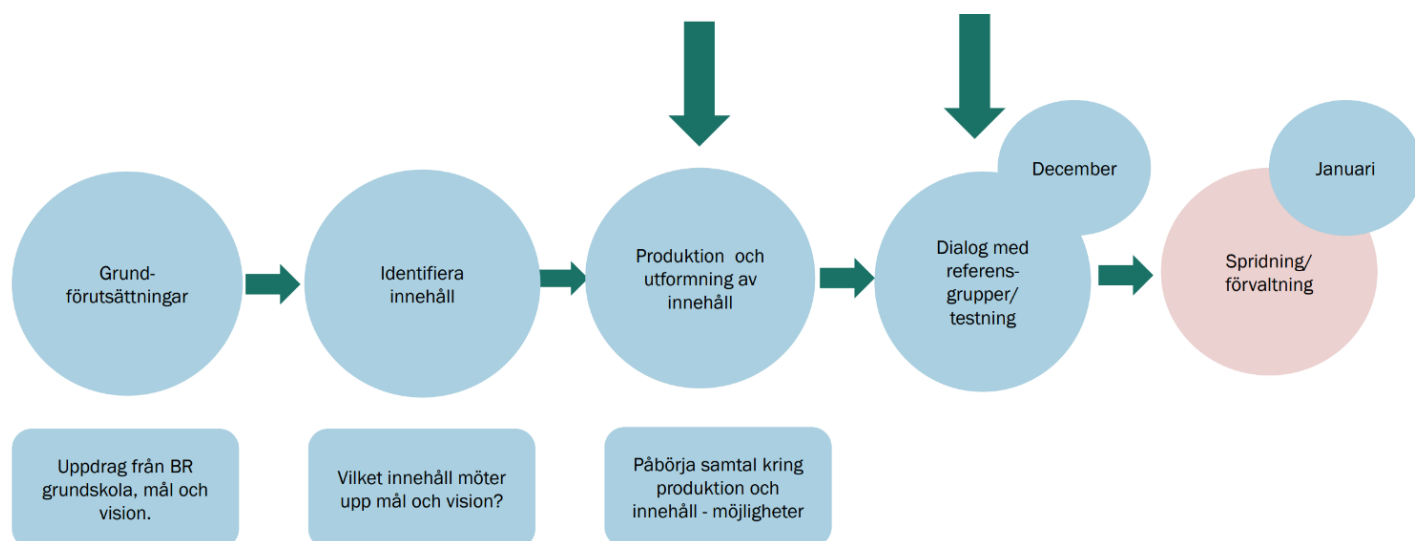 Grund-
förutsättningar
Identifiera
innehåll
Produktion och
utformning av
innehåll
Dialog med
referens-
grupper/
testning
December
Spridning/
förvaltning
Januari
Uppdrag från BR
grundskola, mål och
vision.
Vilket innehåll möter
upp mål och vision?
Påbörja samtal kring
produktion och
innehåll - möjligheter